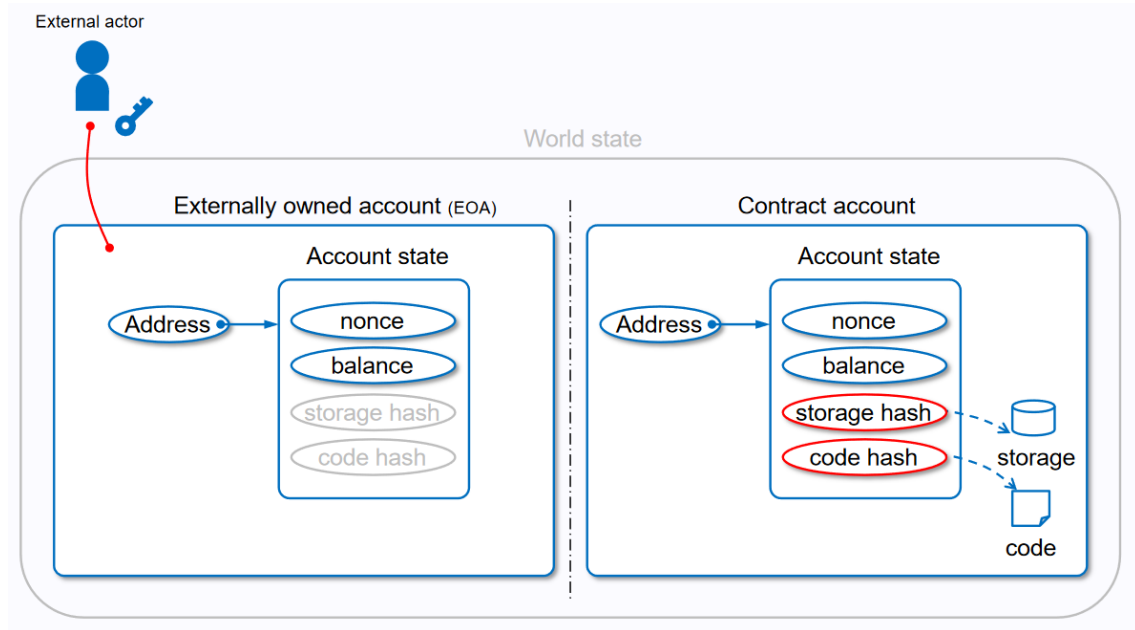 External actor
World state
Externally owned account (EOA)
Account state
Address
nonce
balance
storage hash
code hash
Contract account
Account state
Address
nonce
balance
storage hash
code hash
storage
code